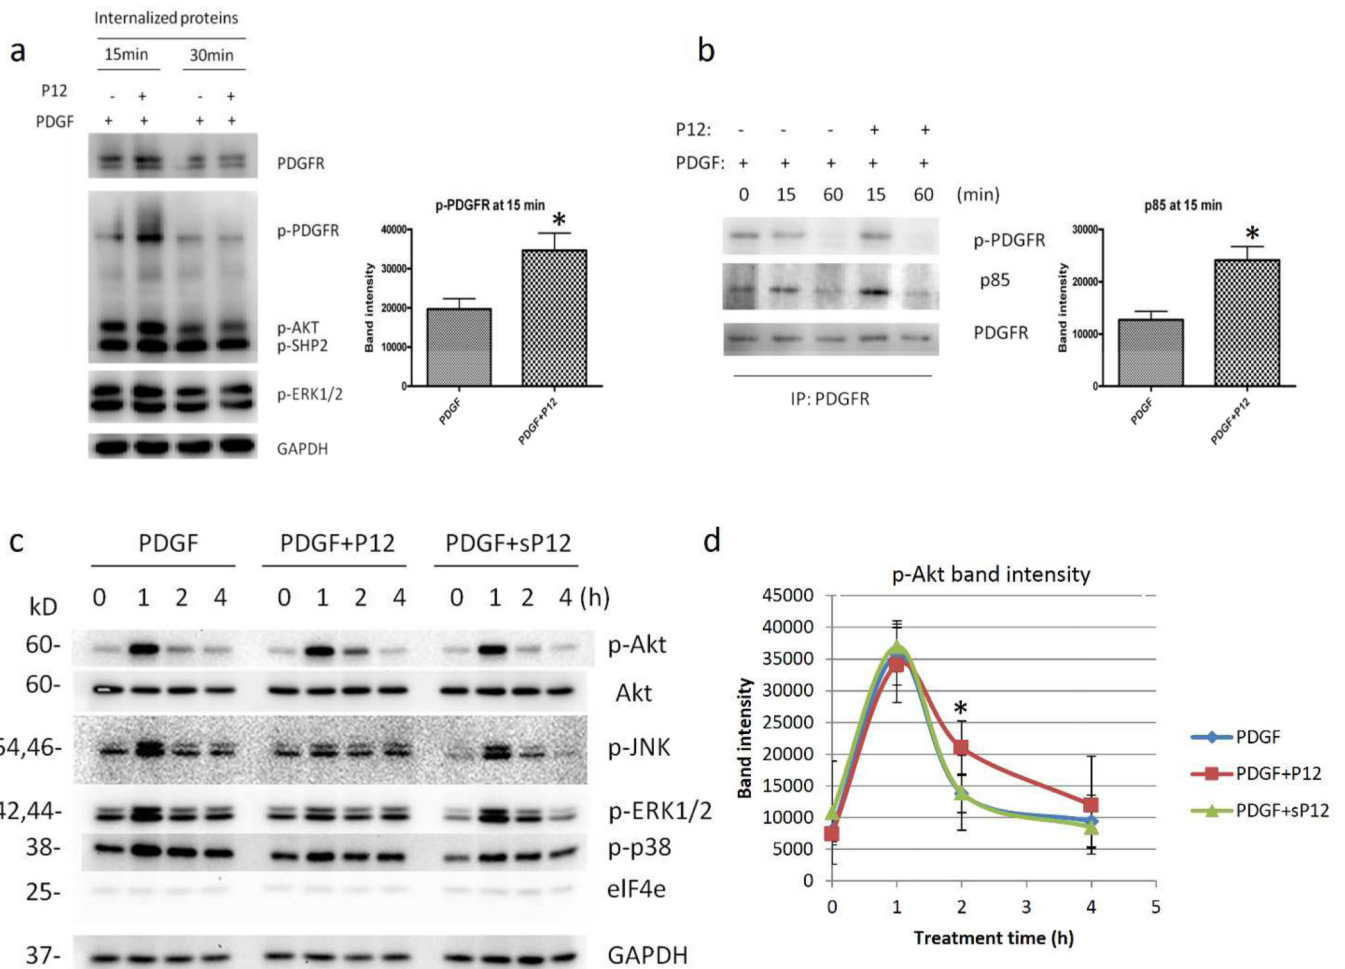 a
Internalized proteins
15min 30min
P12 - + - +
PDGF + + + +
PDGFR
p-PDGFR
p-AKT
p-SHP2
p-ERK1/2
GAPDH
p-PDGFR at 15 min
*
Band intensity
40000
30000
20000
10000
0
PDGF
PDGF+P12
b
P12: - - - + +
PDGF: + + + + +
0 15 60 15 60 (min)
p-PDGFR
p85
PDGFR
IP: PDGFR
p85 at 15 min
*
Band intensity
30000
20000
10000
0
PDGF
PDGF+P12
c
PDGF PDGF+P12 PDGF+sP12
kD 0 1 2 4 0 1 2 4 0 1 2 4 (h)
60- p-Akt
60- Akt
54,46- p-JNK
42,44- p-ERK1/2
38- p-p38
25- eIF4e
37- GAPDH
d
p-Akt band intensity
Band intensity
45000
40000
35000
30000
25000
20000
15000
10000
5000
0
*
0 1 2 3 4 5
Treatment time (h)
PDGF
PDGF+P12
PDGF+sP12